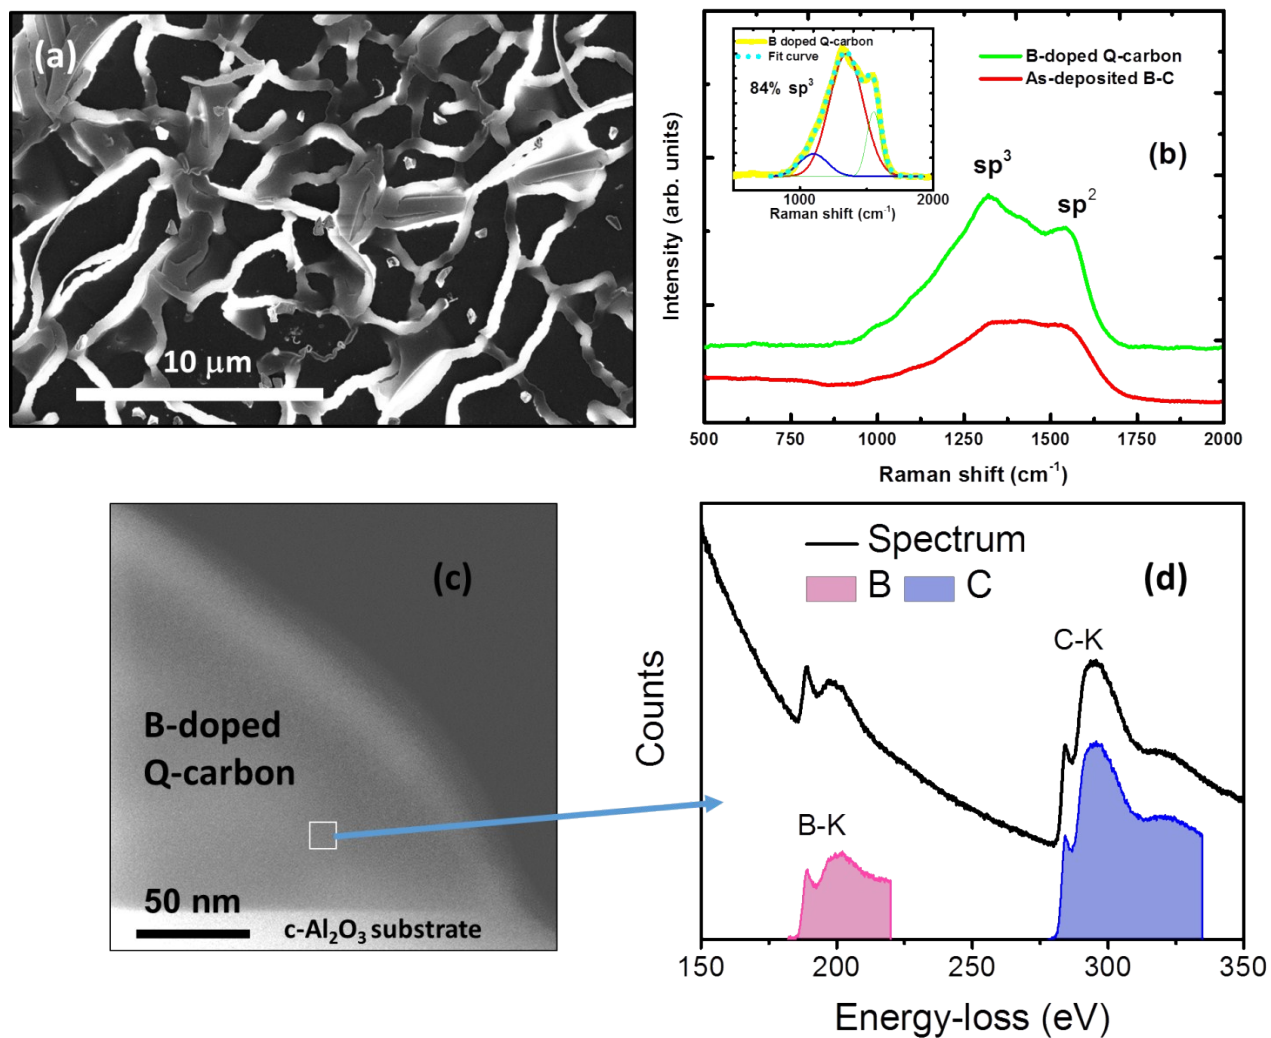 (a)
10 μm
B doped Q-carbon
Fit curve
84% sp³
1000
2000
Raman shift (cm⁻¹)
B-doped Q-carbon
As-deposited B-C
(b)
sp³
sp²
Intensity (arb. units)
500 750 1000 1250 1500 1750 2000
Raman shift (cm⁻¹)
(c)
B-doped
Q-carbon
50 nm
c-Al₂O₃ substrate
Spectrum
B C
(d)
C-K
B-K
Counts
150 200 250 300 350
Energy-loss (eV)